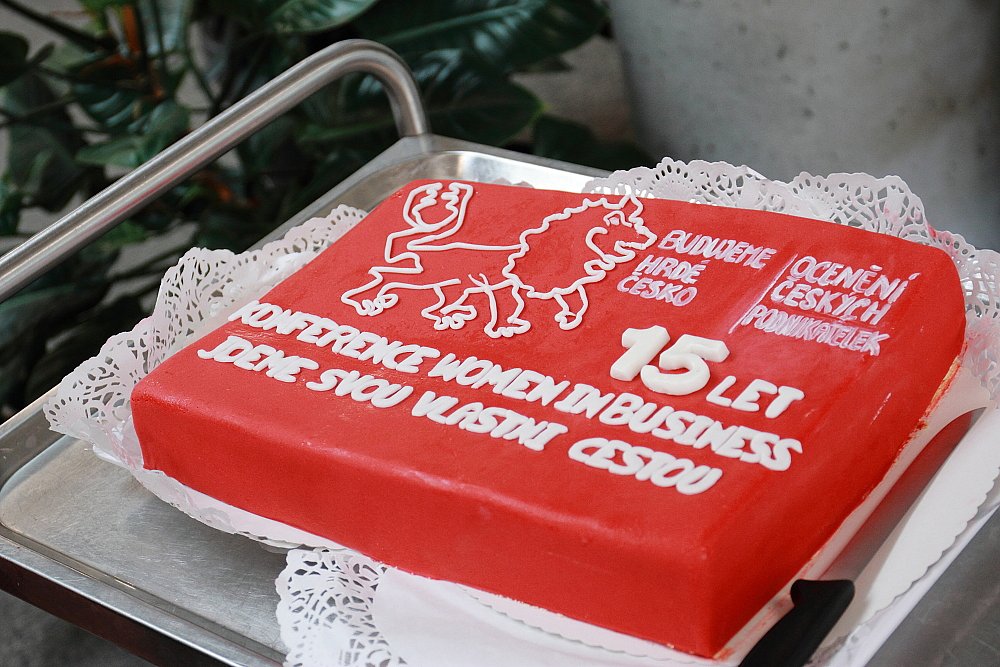 BUDUJEME
HRDÉ
ČESKO
OCENĚNÍ
ČESKÝCH
PODNIKATELEK
15 LET
KONFERENCE WOMEN IN BUSINESS
JDEME SVOU VLASTNÍ CESTOU